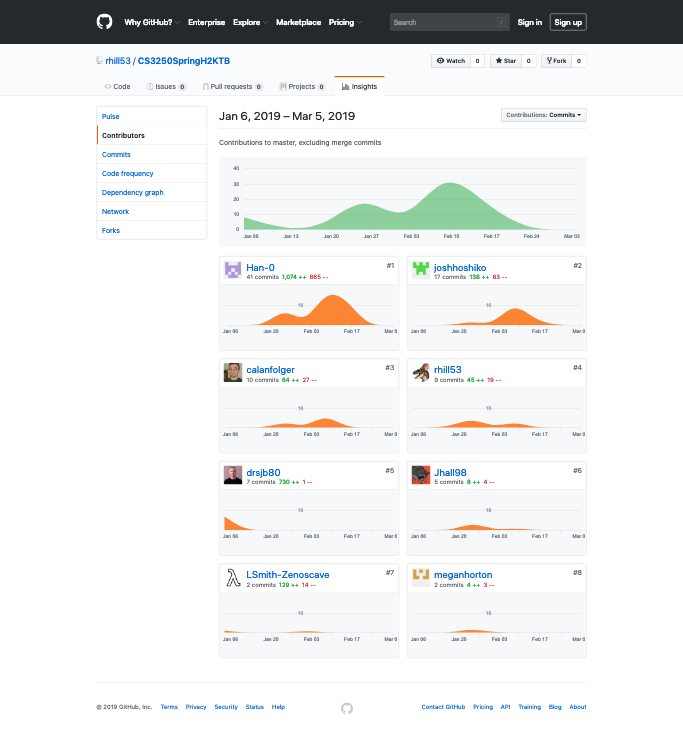 Why GitHub? Enterprise Explore Marketplace Pricing Search / Sign in Sign up
rhill53 / CS3250SpringH2KTB Watch 0 Star 0 Fork 0
Code Issues 0 Pull requests 0 Projects 0 Insights
Pulse
Contributors
Commits
Code frequency
Dependency graph
Network
Forks
Jan 6, 2019 – Mar 5, 2019 Contributions: Commits
Contributions to master, excluding merge commits
40
30
20
10
0
Jan 06 Jan 13 Jan 20 Jan 27 Feb 03 Feb 10 Feb 17 Feb 24 Mar 03
Han-0 #1
41 commits 1,074 ++ 865 --
10
Jan 06 Jan 20 Feb 03 Feb 17 Mar 0
joshhoshiko #2
17 commits 138 ++ 83 --
10
Jan 06 Jan 20 Feb 03 Feb 17 Mar 0
calanfolger #3
10 commits 64 ++ 27 --
10
Jan 06 Jan 20 Feb 03 Feb 17 Mar 0
rhill53 #4
9 commits 45 ++ 19 --
10
Jan 06 Jan 20 Feb 03 Feb 17 Mar 0
drsjb80 #5
7 commits 730 ++ 1 --
10
Jan 06 Jan 20 Feb 03 Feb 17 Mar 0
Jhall98 #6
5 commits 8 ++ 4 --
10
Jan 06 Jan 20 Feb 03 Feb 17 Mar 0
LSmith-Zenoscave #7
2 commits 129 ++ 14 --
10
Jan 06 Jan 20 Feb 03 Feb 17 Mar 0
meganhorton #8
2 commits 4 ++ 3 --
10
Jan 06 Jan 20 Feb 03 Feb 17 Mar 0
© 2019 GitHub, Inc. Terms Privacy Security Status Help Contact GitHub Pricing API Training Blog About